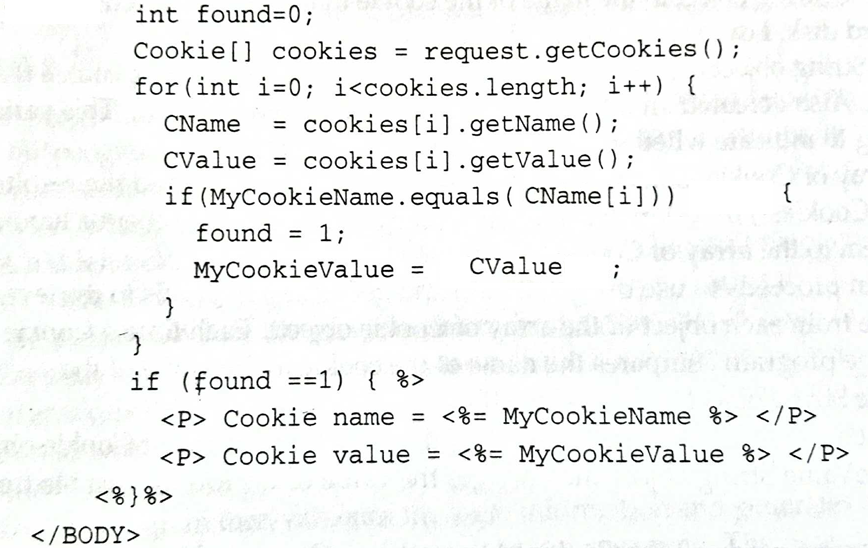 int found=0;
Cookie[] cookies = request.getCookies();
for(int i=0; i<cookies.length; i++) {
CName = cookies[i].getName();
CValue = cookies[i].getValue();
if(MyCookieName.equals( CName[i])) {
found = 1;
MyCookieValue = CValue ;
}
}
if (found ==1) { %>
<P> Cookie name = <%= MyCookieName %> </P>
<P> Cookie value = <%= MyCookieValue %> </P>
<%}%>
</BODY>